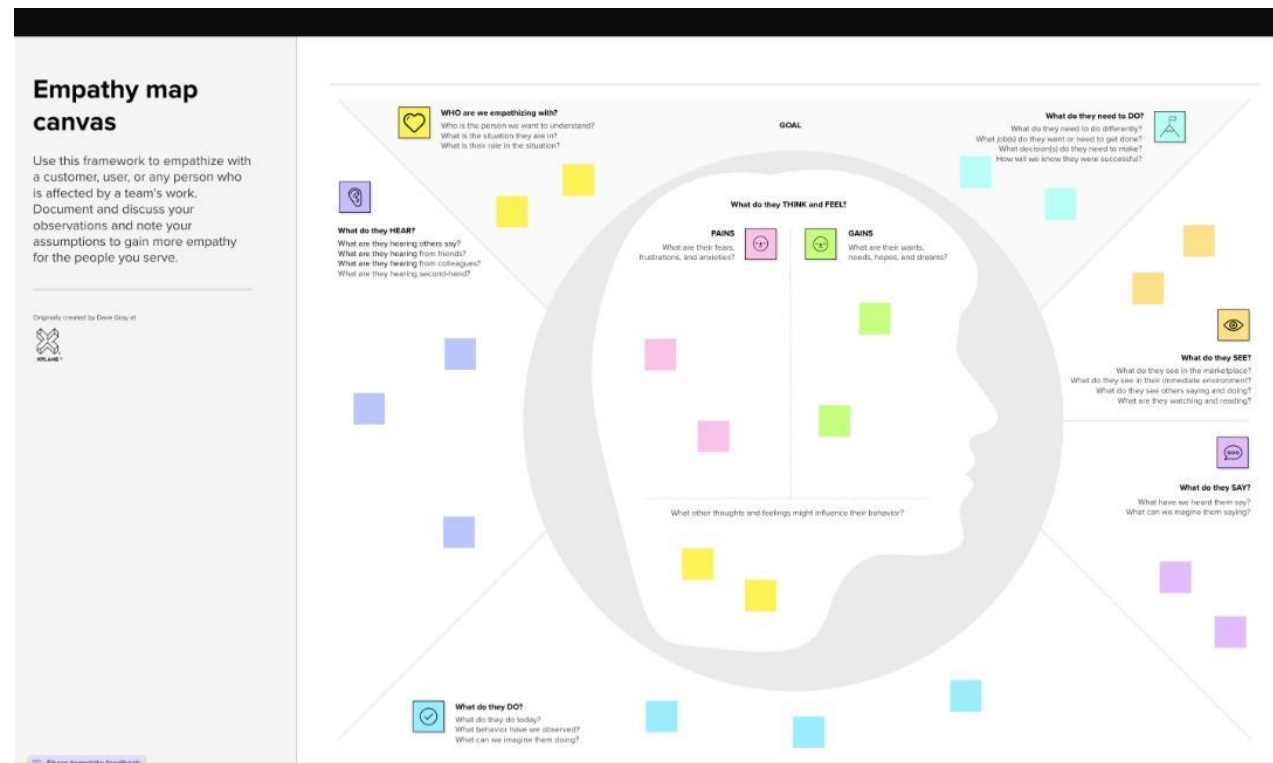 Empathy map
canvas
Use this framework to empathize with
a customer, user, or any person who
is affected by a team's work.
Document and discuss your
observations and note your
assumptions to gain more empathy
for the people you serve.
Originally created by Dave Gray at
XPLANE
WHO are we empathizing with?
Who is the person we want to understand?
What is the situation they are in?
What is their role in the situation?
GOAL
What do they need to DO?
What do they need to do differently?
What job(s) do they want or need to get done?
What decision(s) do they need to make?
How will we know they were successful?
What do they HEAR?
What are they hearing others say?
What are they hearing from friends?
What are they hearing from colleagues?
What are they hearing second-hand?
What do they THINK and FEEL?
PAINS
What are their fears,
frustrations, and anxieties?
GAINS
What are their wants,
needs, hopes, and dreams?
What do they SEE?
What do they see in the marketplace?
What do they see in their immediate environment?
What do they see others saying and doing?
What are they watching and reading?
What do they SAY?
What have we heard them say?
What can we magine them saying?
What other thoughts and feelings might influence their behavior?
What do they DO?
What do they do today?
What behavior have we observed?
What can we imagine them doing?
Share template feedback